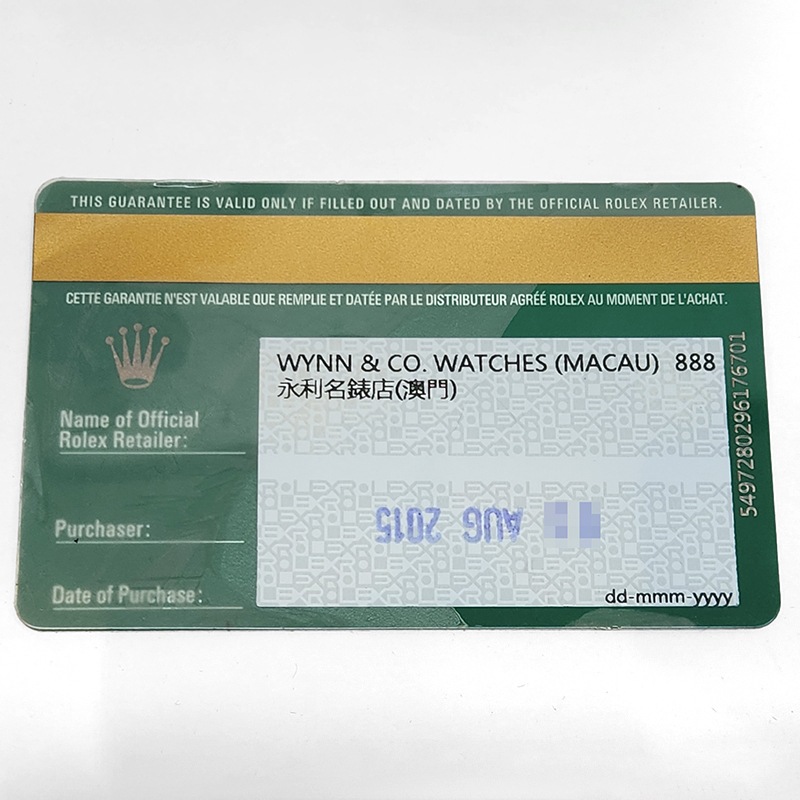 THIS GUARANTEE IS VALID ONLY IF FILLED OUT AND DATED BY THE OFFICIAL ROLEX RETAILER.
CETTE GARANTIE N'EST VALABLE QUE REMPLIE ET DATÉE PAR LE DISTRIBUTEUR AGRÉÉ ROLEX AU MOMENT DE L'ACHAT.
WYNN & CO. WATCHES (MACAU) 888
永利名錶店(澳門)
Name of Official
Rolex Retailer:
Purchaser:
AUG 2015
Date of Purchase:
dd-mmm-yyyy
5497280296176701